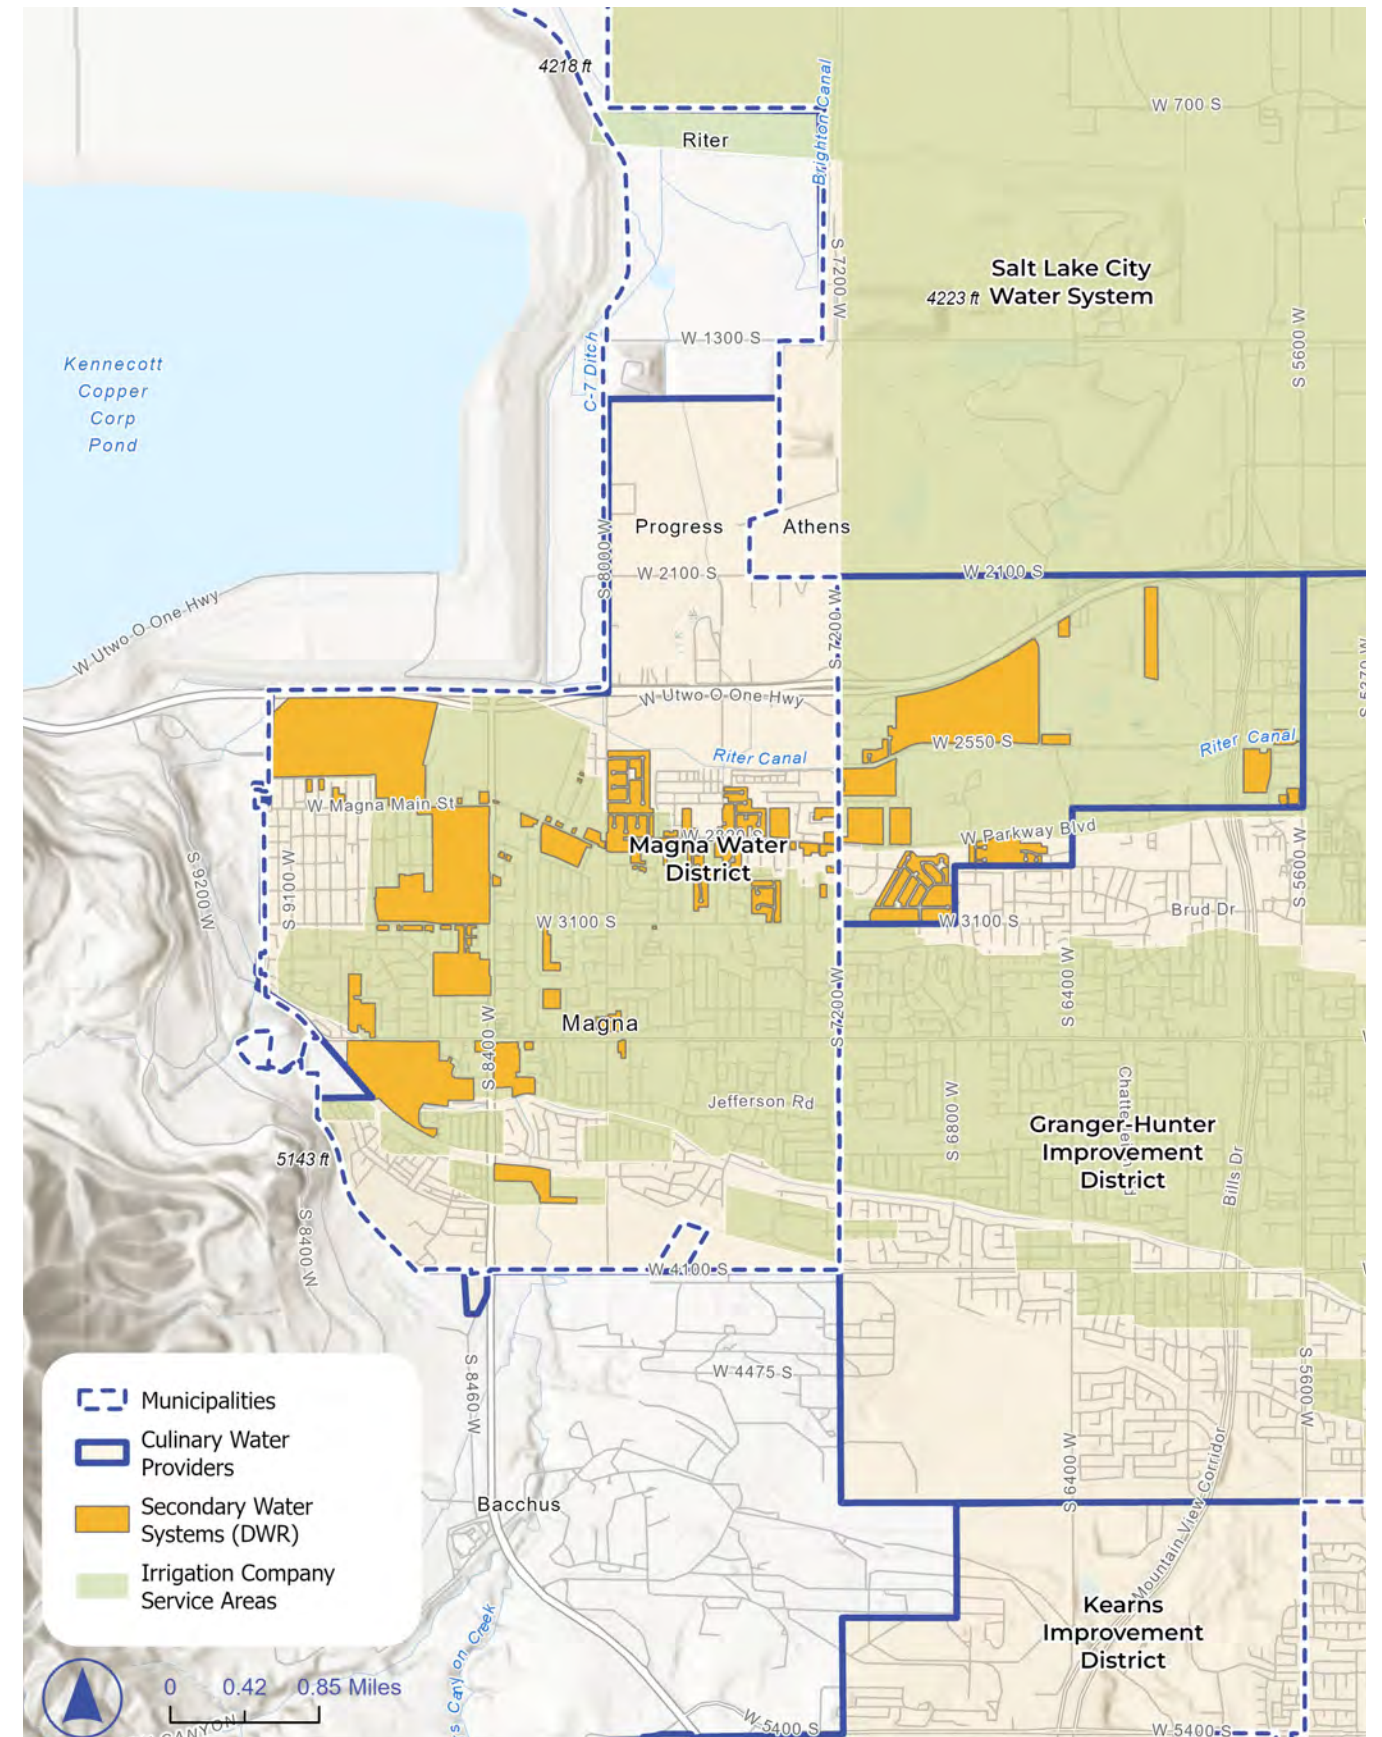 4218 ft
Brighton Canal
W 700 S
Riter
S 7200 W
Salt Lake City
4223 ft Water System
S 5600 W
W 1300 S
C-7 Ditch
Kennecott
Copper
Corp
Pond
S 8000 W
Progress
Athens
W 2100 S
W 2100 S
W Utwo O One Hwy
S 7200 W
W Utwo O One Hwy
W 2550 S
Riter Canal
Riter Canal
W Magna Main St
W Parkway Blvd
Magna Water
District
S 9200 W
S 9100 W
S 5600 W
W 3100 S
W 3100 S
Brud Dr
S 6400 W
S 7200 W
Magna
S 8400 W
Jefferson Rd
S 6800 W
Granger-Hunter
Improvement
District
Bills Dr
5143 ft
S 8400 W
W 4100 S
S 8460 W
W 4475 S
S 5600 W
S 6400 W
Mountain View Corridor
Municipalities
Culinary Water
Providers
Secondary Water
Systems (DWR)
Irrigation Company
Service Areas
Bacchus
Kearns
Improvement
District
0 0.42 0.85 Miles
CANYON
Canyon Creek
W 5400 S
W 5400 S